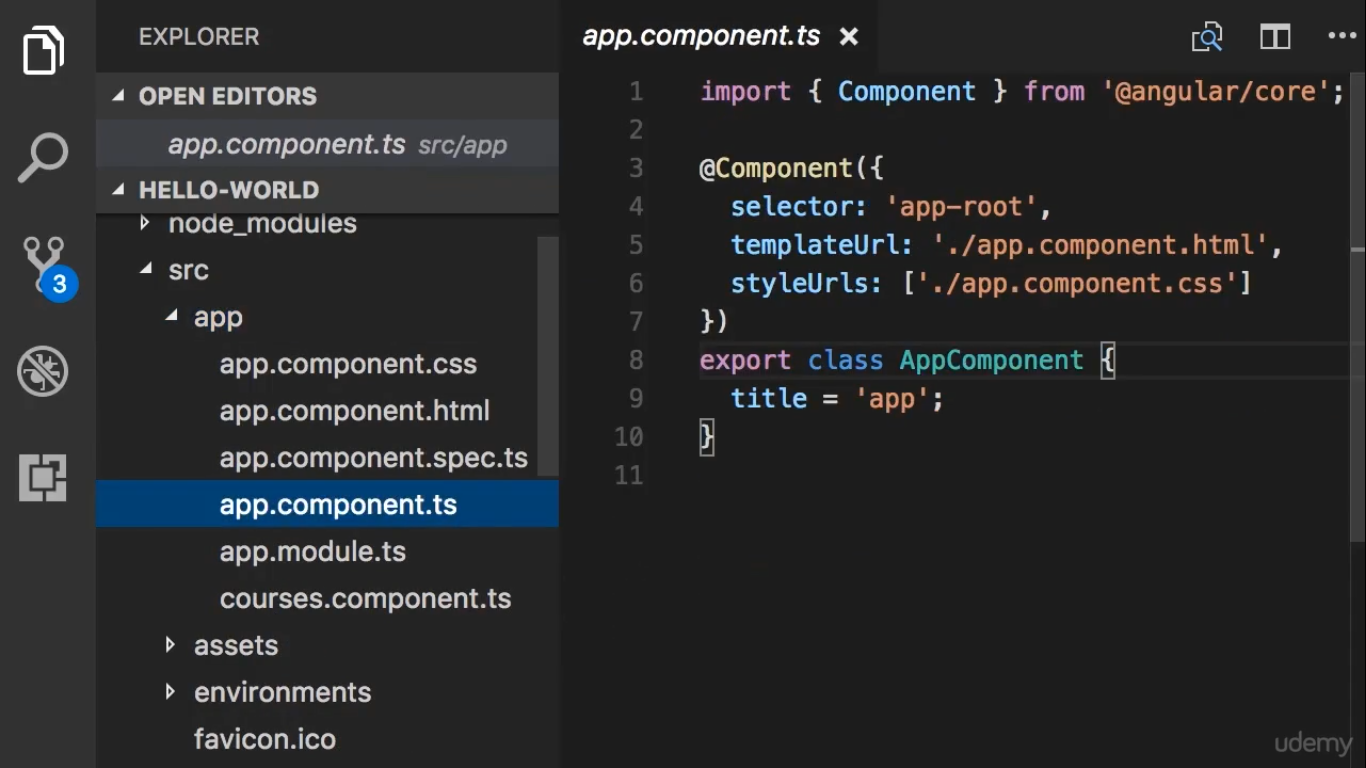 EXPLORER
OPEN EDITORS
app.component.ts src/app
HELLO-WORLD
node_modules
src
app
app.component.css
app.component.html
app.component.spec.ts
app.component.ts
app.module.ts
courses.component.ts
assets
environments
favicon.ico
3
app.component.ts
1 import { Component } from '@angular/core';
2
3 @Component({
4   selector: 'app-root',
5   templateUrl: './app.component.html',
6   styleUrls: ['./app.component.css']
7 })
8 export class AppComponent {
9   title = 'app';
10 }
11
udemy